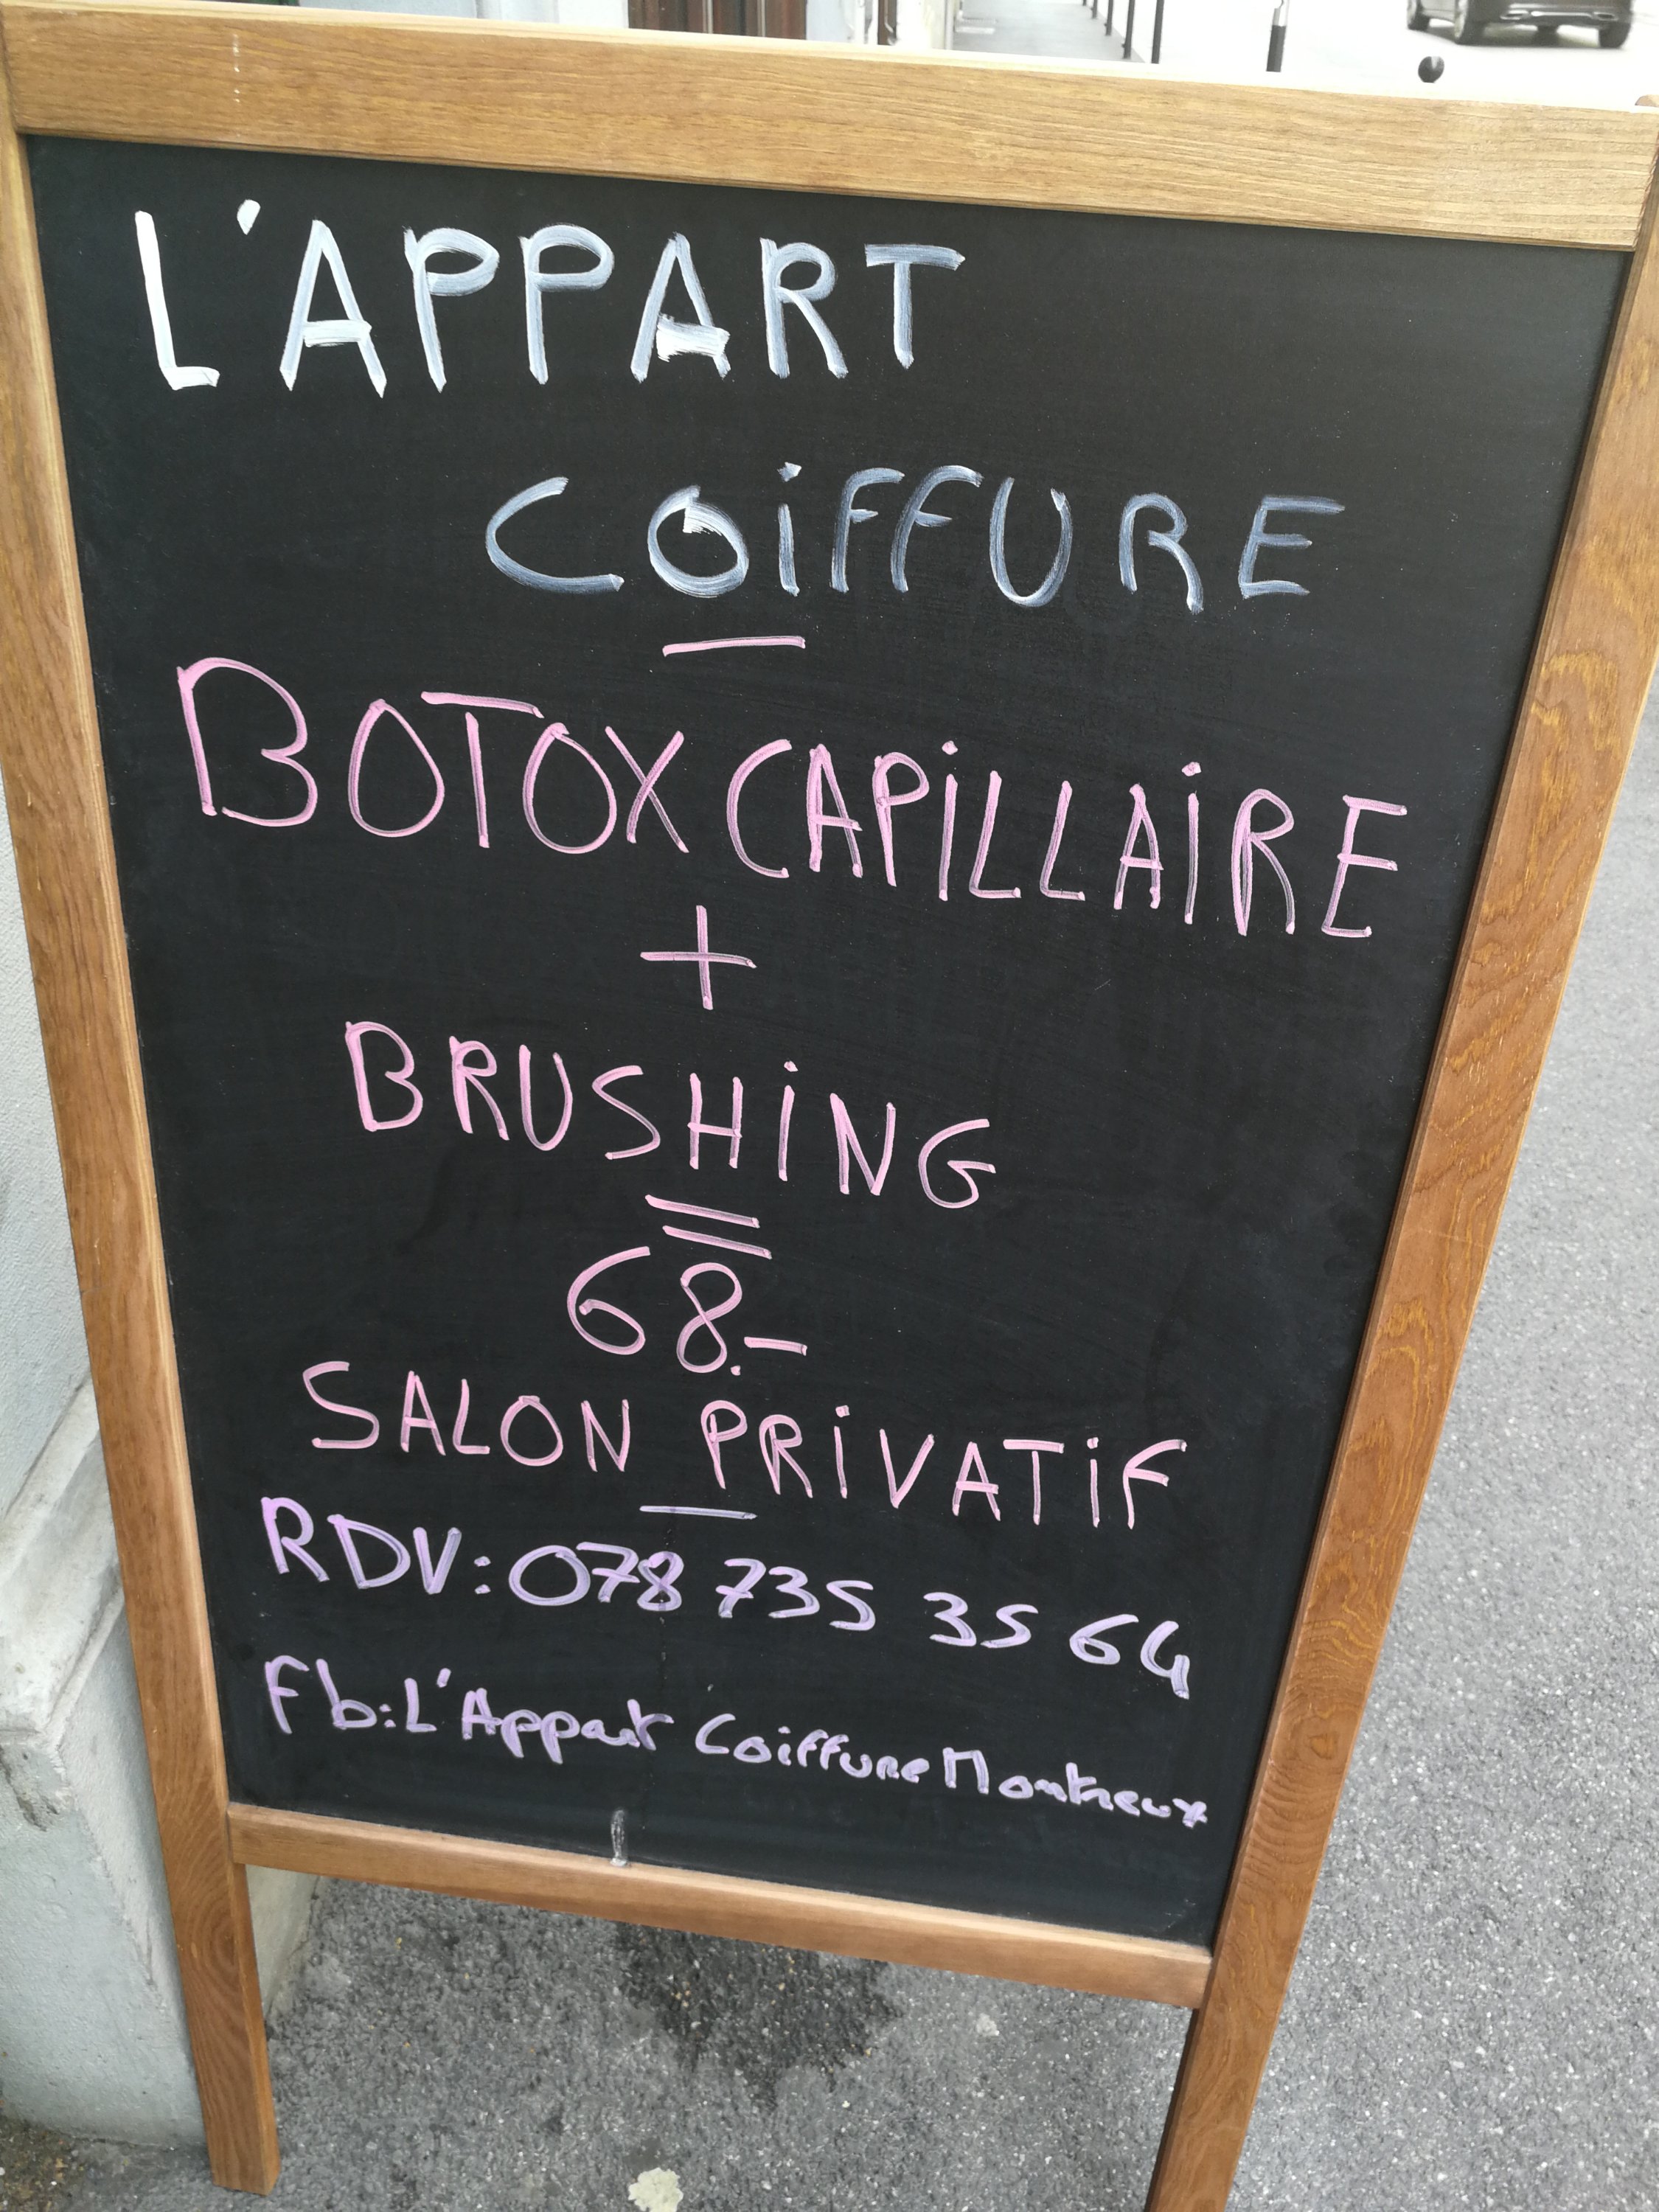 L'APPART
COiFFURE
BOTOX CAPiLLAiRE
+
BRUSHiNG
=
68.-
SALON PRiVATiF
RDV: 078 735 35 64
Fb: L'Appart Coiffure Montreux